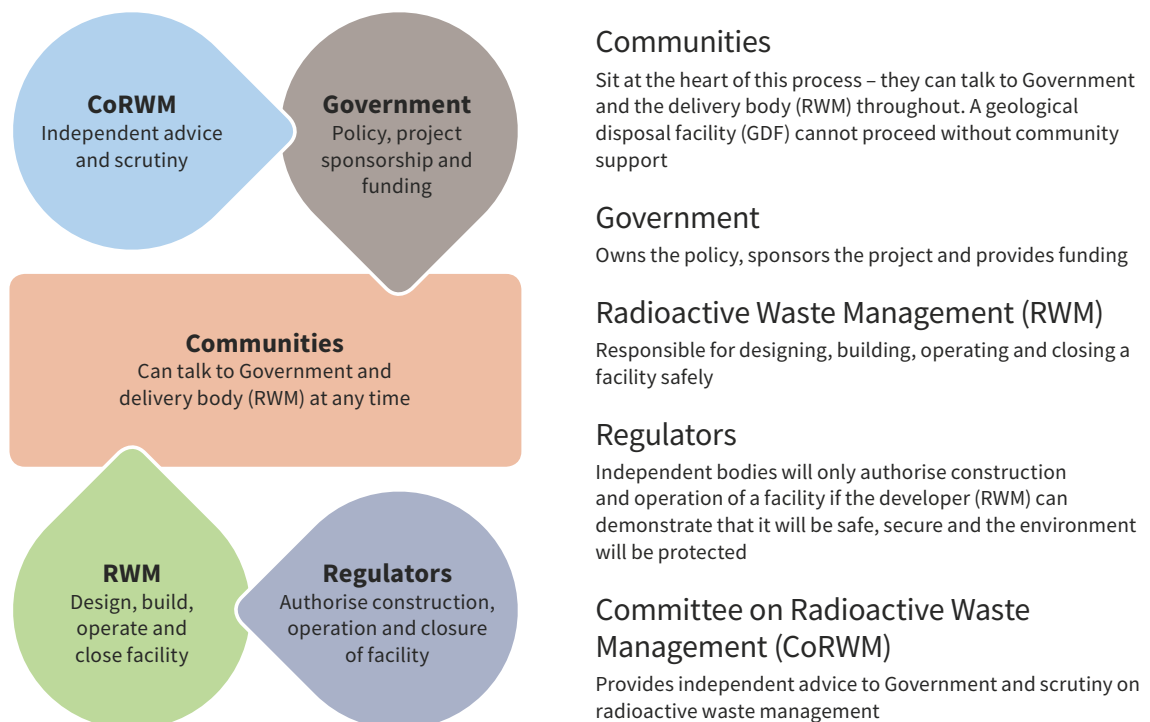 CoRWM
Independent advice
and scrutiny
Government
Policy, project
sponsorship and
funding
Communities
Can talk to Government and
delivery body (RWM) at any time
RWM
Design, build,
operate and
close facility
Regulators
Authorise construction,
operation and closure
of facility
Communities
Sit at the heart of this process – they can talk to Government
and the delivery body (RWM) throughout. A geological
disposal facility (GDF) cannot proceed without community
support
Government
Owns the policy, sponsors the project and provides funding
Radioactive Waste Management (RWM)
Responsible for designing, building, operating and closing a
facility safely
Regulators
Independent bodies will only authorise construction
and operation of a facility if the developer (RWM) can
demonstrate that it will be safe, secure and the environment
will be protected
Committee on Radioactive Waste
Management (CoRWM)
Provides independent advice to Government and scrutiny on
radioactive waste management